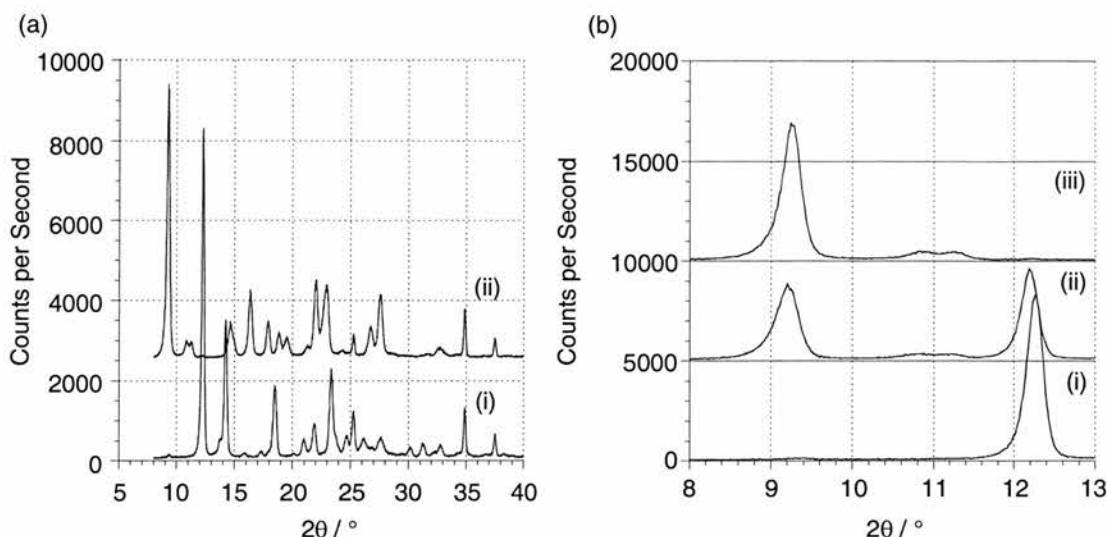 (a)
Counts per Second
10000
8000
6000
4000
2000
0
(ii)
(i)
5 10 15 20 25 30 35 40
2θ / °
(b)
Counts per Second
20000
15000
10000
5000
0
(iii)
(ii)
(i)
8 9 10 11 12 13
2θ / °